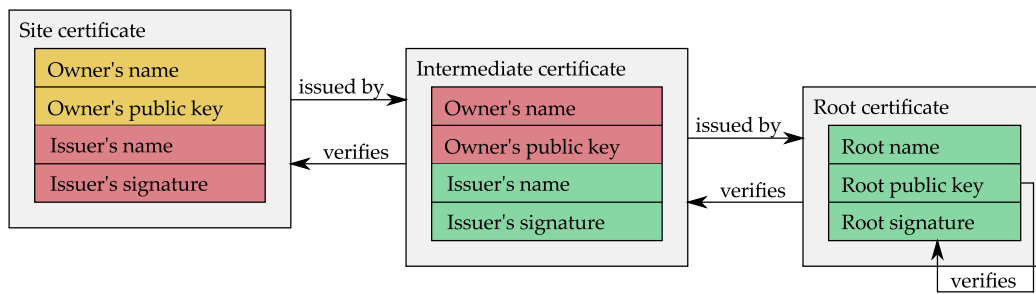 Site certificate
Owner's name
Owner's public key
Issuer's name
Issuer's signature
issued by
verifies
Intermediate certificate
Owner's name
Owner's public key
Issuer's name
Issuer's signature
issued by
verifies
Root certificate
Root name
Root public key
Root signature
verifies